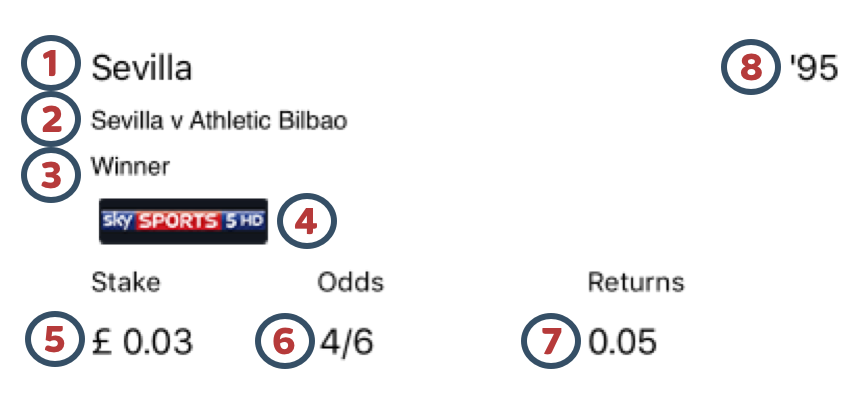 1 Sevilla 8 '95
2 Sevilla v Athletic Bilbao
3 Winner
sky SPORTS 5 HD 4
Stake Odds Returns
5 £ 0.03 6 4/6 7 0.05